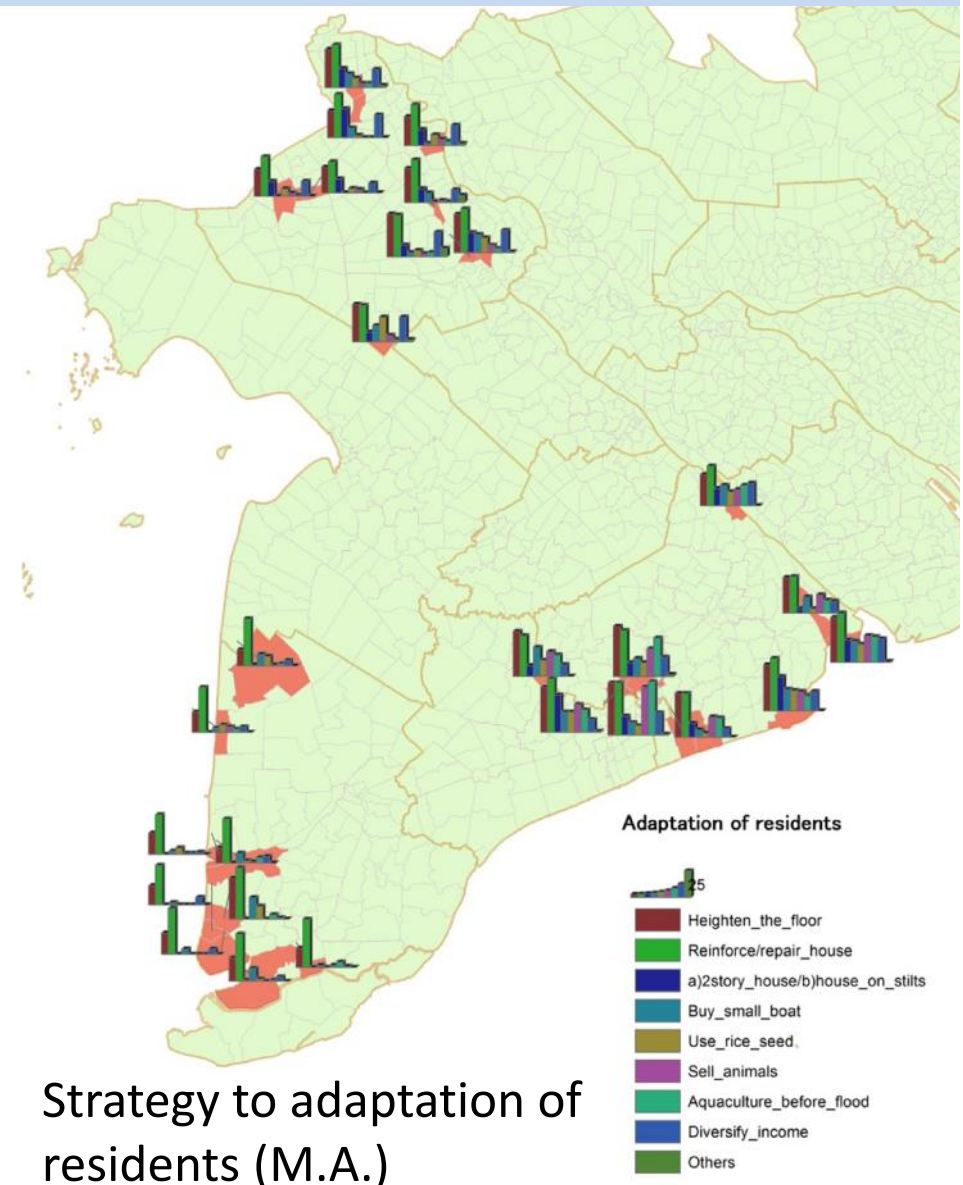 Adaptation of residents
25
Heighten_the_floor
Reinforce/repair_house
a)2story_house/b)house_on_stilts
Buy_small_boat
Use_rice_seed
Sell_animals
Aquaculture_before_flood
Diversify_income
Others
Strategy to adaptation of
residents (M.A.)